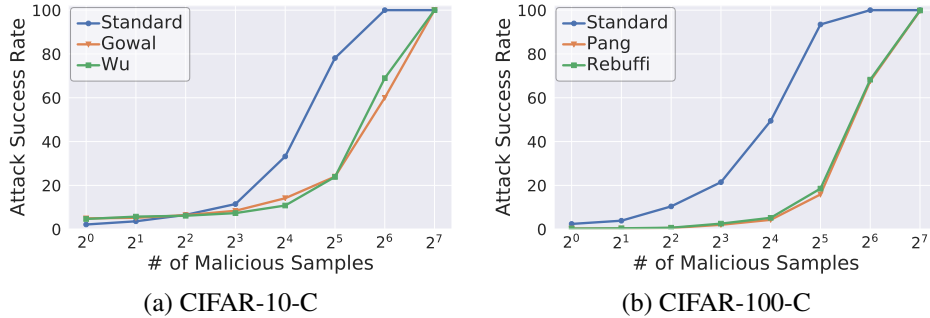 Attack Success Rate
100
80
60
40
20
0
Standard
Gowal
Wu
2^0 2^1 2^2 2^3 2^4 2^5 2^6 2^7
# of Malicious Samples
(a) CIFAR-10-C
Attack Success Rate
100
80
60
40
20
0
Standard
Pang
Rebuffi
2^0 2^1 2^2 2^3 2^4 2^5 2^6 2^7
# of Malicious Samples
(b) CIFAR-100-C